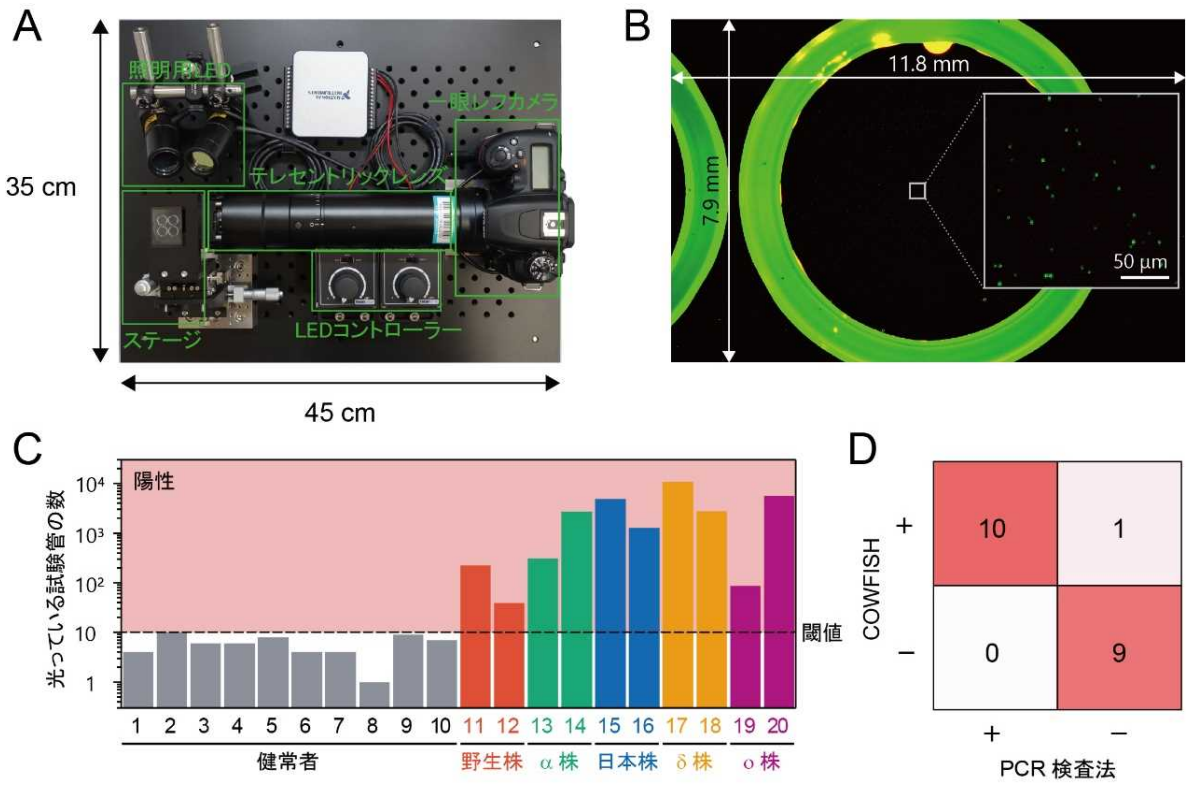 A
照明用LED
一眼レフカメラ
テレセントリックレンズ
35 cm
ステージ
LEDコントローラー
45 cm
B
11.8 mm
7.9 mm
50 µm
C
光っている試験管の数
陽性
10⁴
10³
10²
10
1
閾値
1 2 3 4 5 6 7 8 9 10 11 12 13 14 15 16 17 18 19 20
健常者 野生株 α株 日本株 δ株 ο株
D
COWFISH
+ 10 1
− 0 9
+ −
PCR 検査法